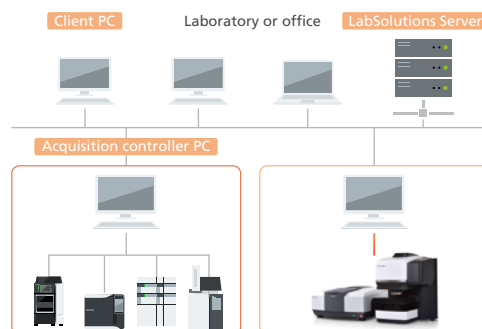 Client PC
Laboratory or office
LabSolutions Server
Acquisition controller PC